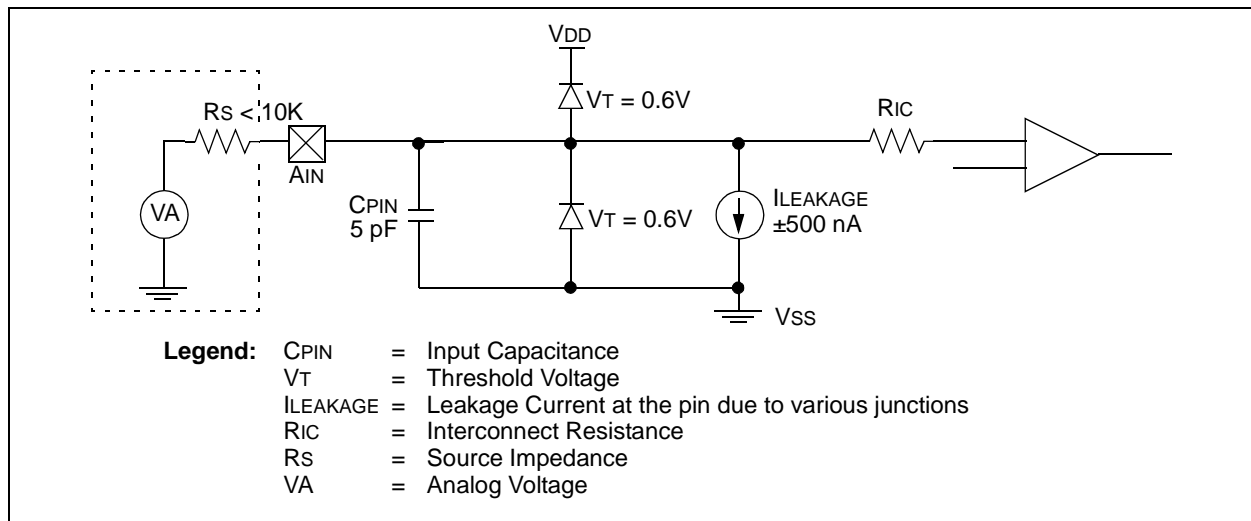 VDD
VT = 0.6V
RS < 10K
RIC
AIN
CPIN
5 pF
VA
VT = 0.6V
ILEAKAGE
±500 nA
VSS
Legend: CPIN = Input Capacitance
VT = Threshold Voltage
ILEAKAGE = Leakage Current at the pin due to various junctions
RIC = Interconnect Resistance
RS = Source Impedance
VA = Analog Voltage